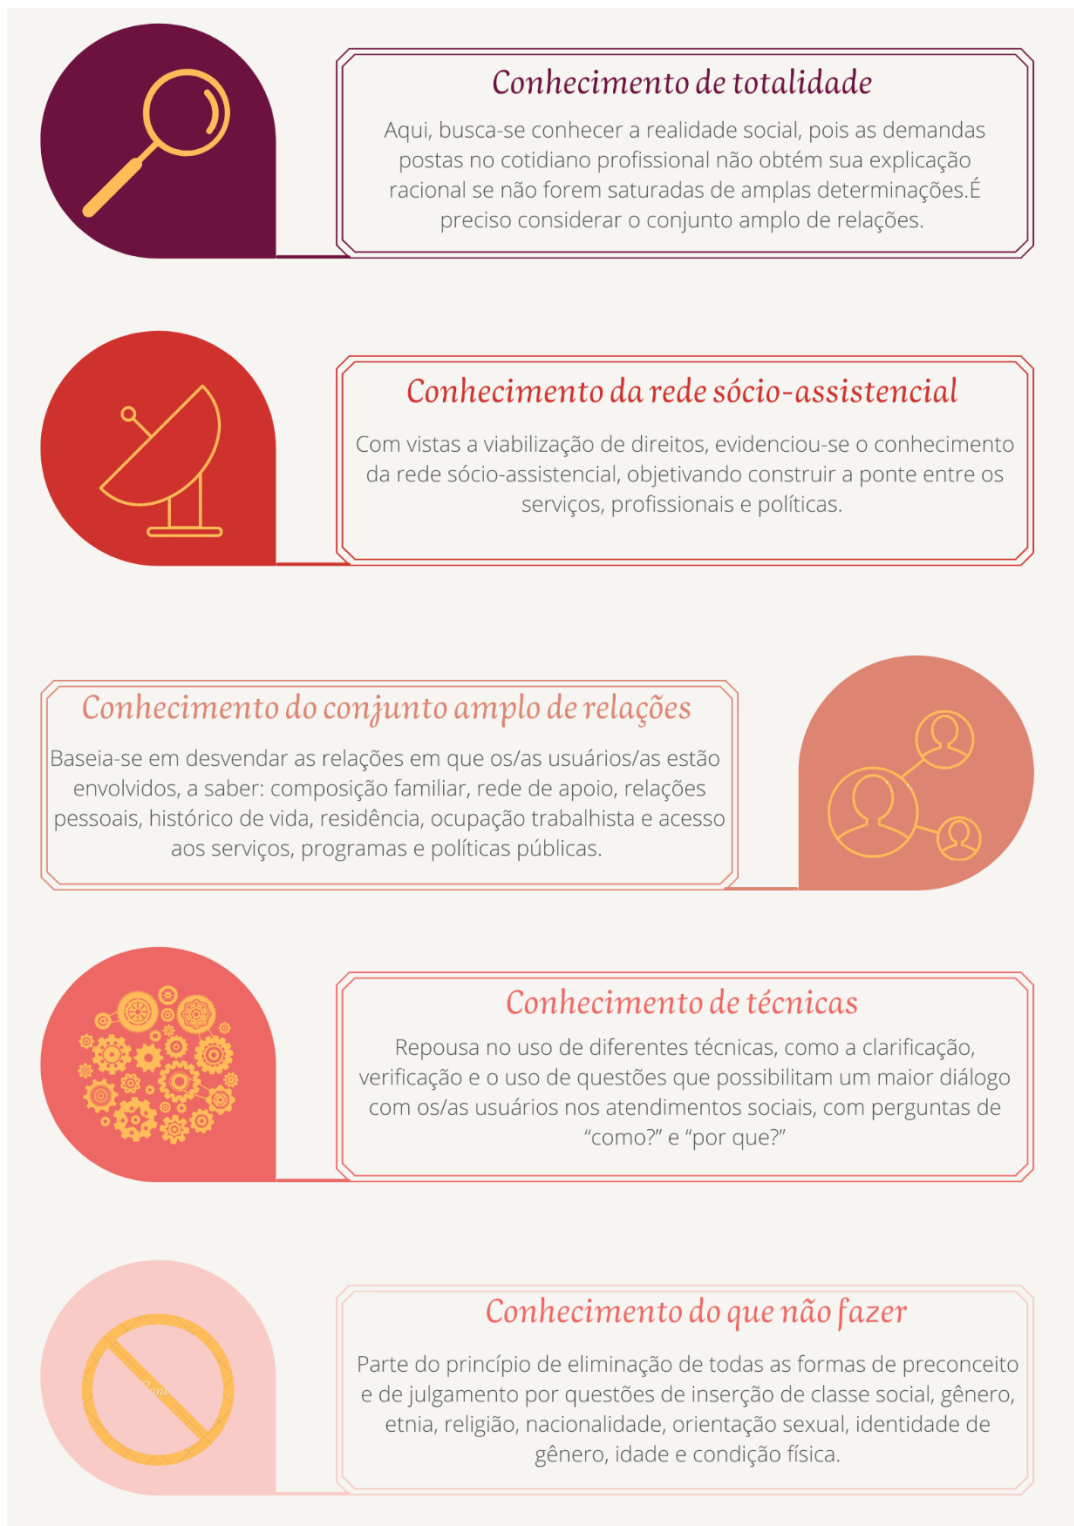 Conhecimento de totalidade
Aqui, busca-se conhecer a realidade social, pois as demandas
postas no cotidiano profissional não obtém sua explicação
racional se não forem saturadas de amplas determinações.É
preciso considerar o conjunto amplo de relações.
Conhecimento da rede sócio-assistencial
Com vistas a viabilização de direitos, evidenciou-se o conhecimento
da rede sócio-assistencial, objetivando construir a ponte entre os
serviços, profissionais e políticas.
Conhecimento do conjunto amplo de relações
Baseia-se em desvendar as relações em que os/as usuários/as estão
envolvidos, a saber: composição familiar, rede de apoio, relações
pessoais, histórico de vida, residência, ocupação trabalhista e acesso
aos serviços, programas e políticas públicas.
Conhecimento de técnicas
Repousa no uso de diferentes técnicas, como a clarificação,
verificação e o uso de questões que possibilitam um maior diálogo
com os/as usuários nos atendimentos sociais, com perguntas de
“como?” e “por que?”
Conhecimento do que não fazer
Parte do princípio de eliminação de todas as formas de preconceito
e de julgamento por questões de inserção de classe social, gênero,
etnia, religião, nacionalidade, orientação sexual, identidade de
gênero, idade e condição física.